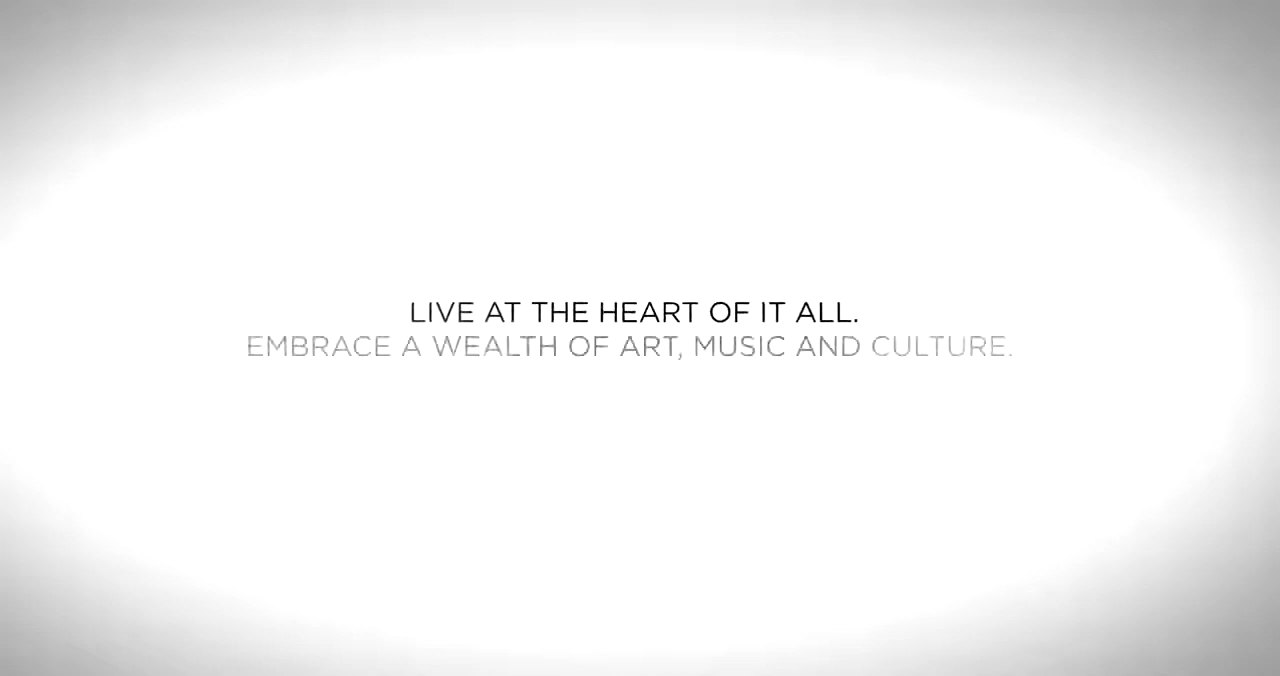 LIVE AT THE HEART OF IT ALL.
EMBRACE A WEALTH OF ART, MUSIC AND CULTURE.